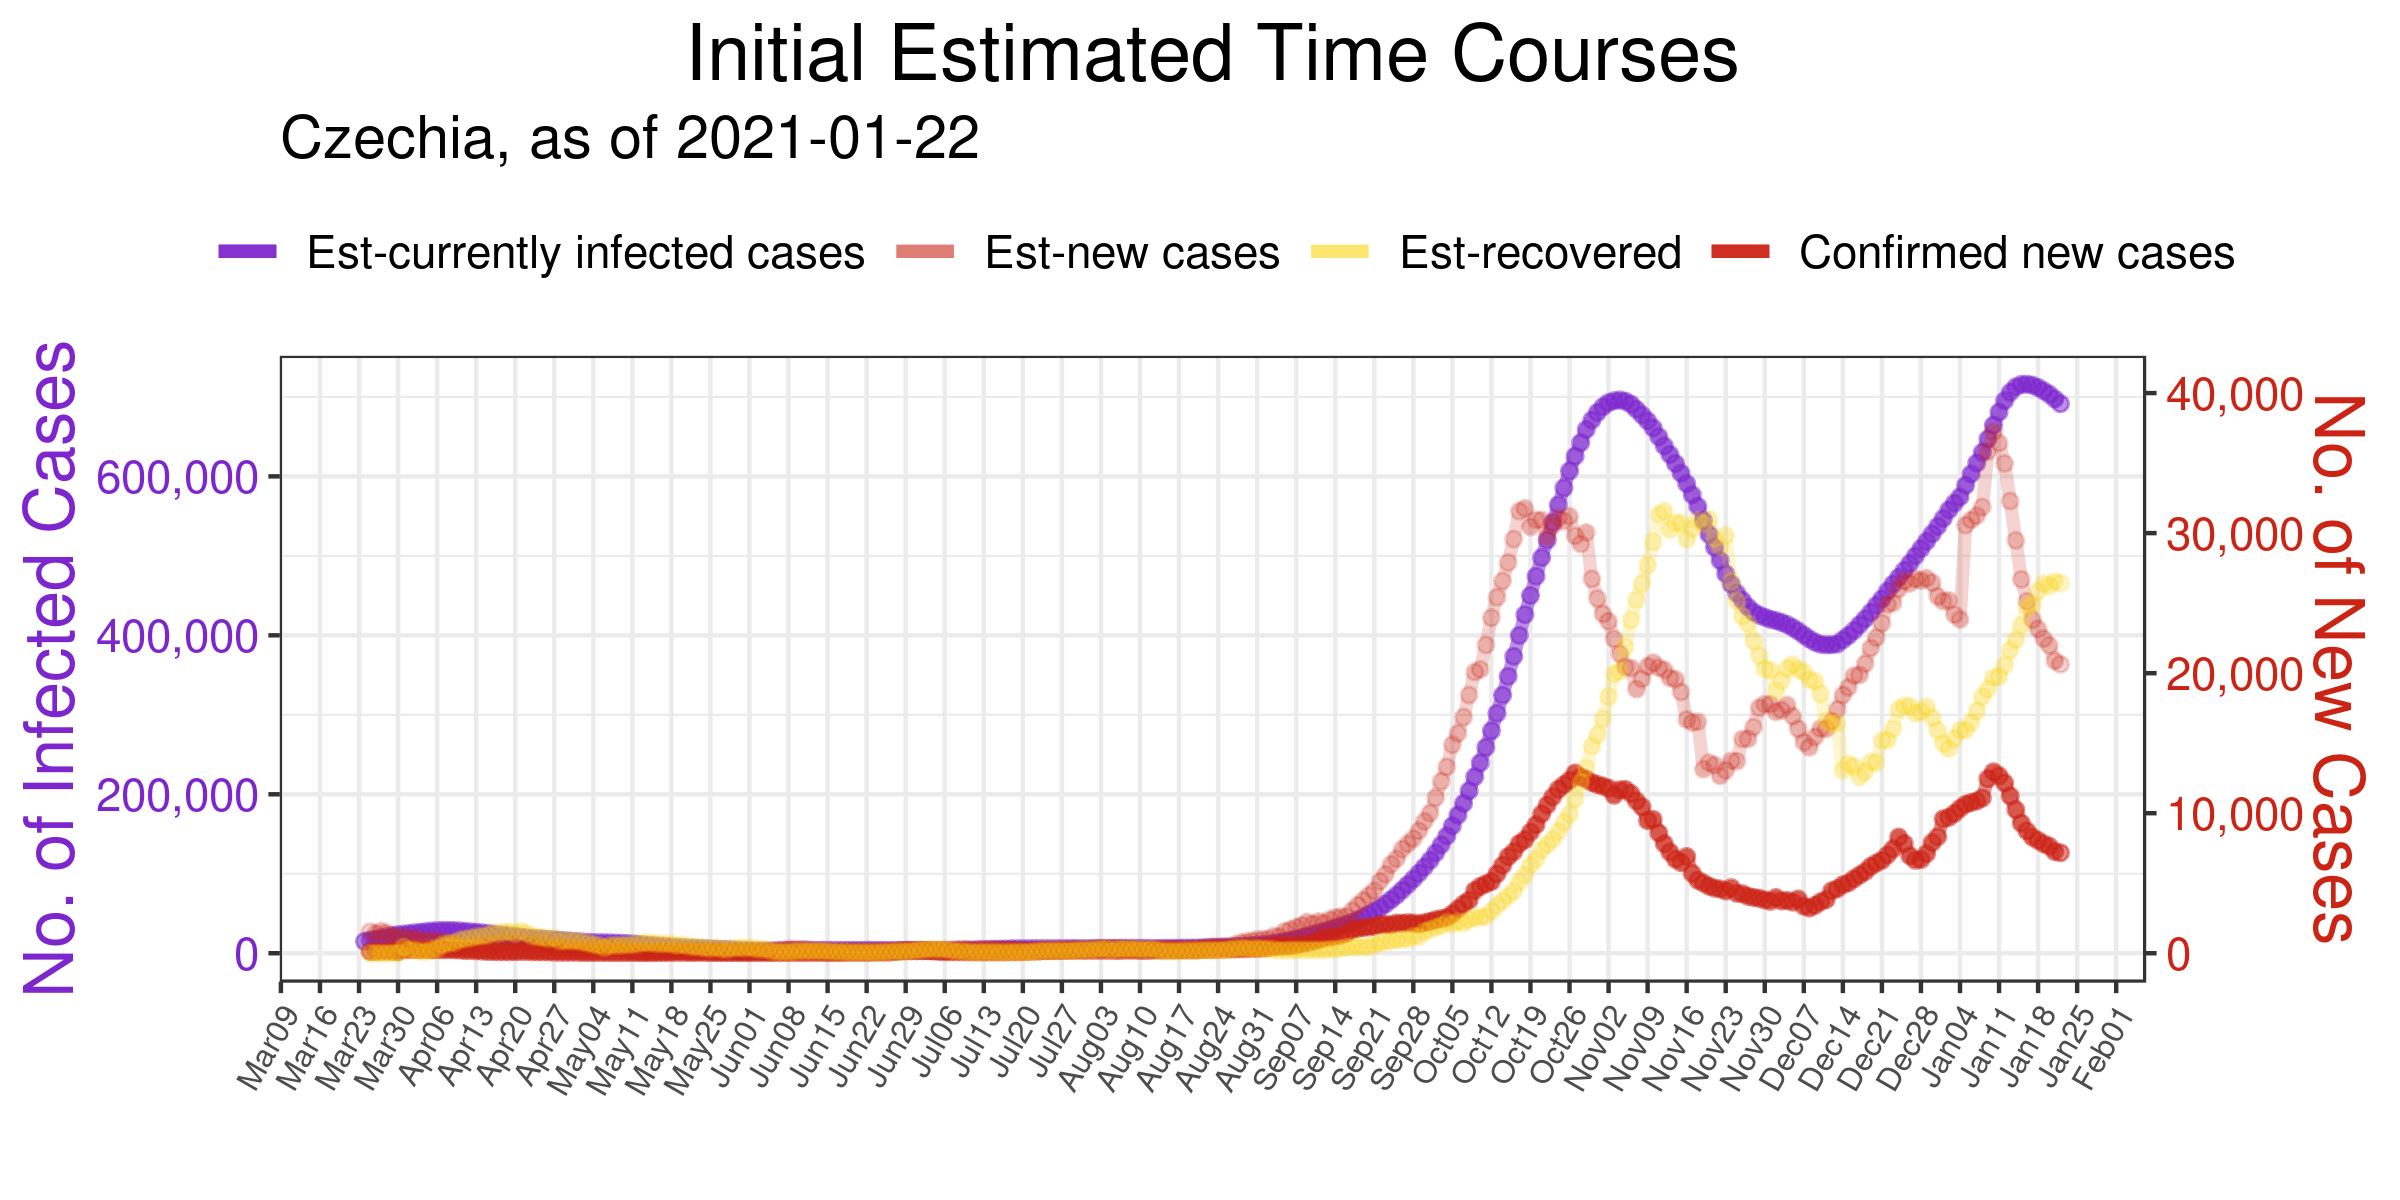 Initial Estimated Time Courses
Czechia, as of 2021-01-22
Est-currently infected cases
Est-new cases
Est-recovered
Confirmed new cases
No. of Infected Cases
600,000
400,000
200,000
0
40,000
30,000
20,000
10,000
0
No. of New Cases
Mar09
Mar16
Mar23
Mar30
Apr06
Apr13
Apr20
Apr27
May04
May11
May18
May25
Jun01
Jun08
Jun15
Jun22
Jun29
Jul06
Jul13
Jul20
Jul27
Aug03
Aug10
Aug17
Aug24
Aug31
Sep07
Sep14
Sep21
Sep28
Oct05
Oct12
Oct19
Oct26
Nov02
Nov09
Nov16
Nov23
Nov30
Dec07
Dec14
Dec21
Dec28
Jan04
Jan11
Jan18
Jan25
Feb01